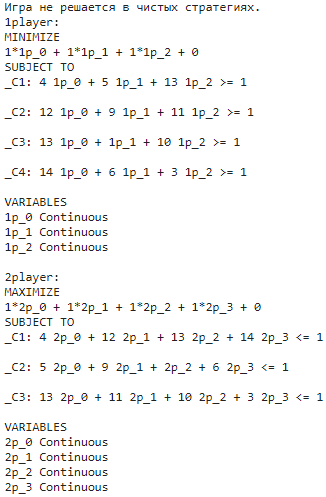 Игра не решается в чистых стратегиях.
1player:
MINIMIZE
1*1p_0 + 1*1p_1 + 1*1p_2 + 0
SUBJECT TO
_C1: 4 1p_0 + 5 1p_1 + 13 1p_2 >= 1
_C2: 12 1p_0 + 9 1p_1 + 11 1p_2 >= 1
_C3: 13 1p_0 + 1p_1 + 10 1p_2 >= 1
_C4: 14 1p_0 + 6 1p_1 + 3 1p_2 >= 1
VARIABLES
1p_0 Continuous
1p_1 Continuous
1p_2 Continuous
2player:
MAXIMIZE
1*2p_0 + 1*2p_1 + 1*2p_2 + 1*2p_3 + 0
SUBJECT TO
_C1: 4 2p_0 + 12 2p_1 + 13 2p_2 + 14 2p_3 <= 1
_C2: 5 2p_0 + 9 2p_1 + 2p_2 + 6 2p_3 <= 1
_C3: 13 2p_0 + 11 2p_1 + 10 2p_2 + 3 2p_3 <= 1
VARIABLES
2p_0 Continuous
2p_1 Continuous
2p_2 Continuous
2p_3 Continuous